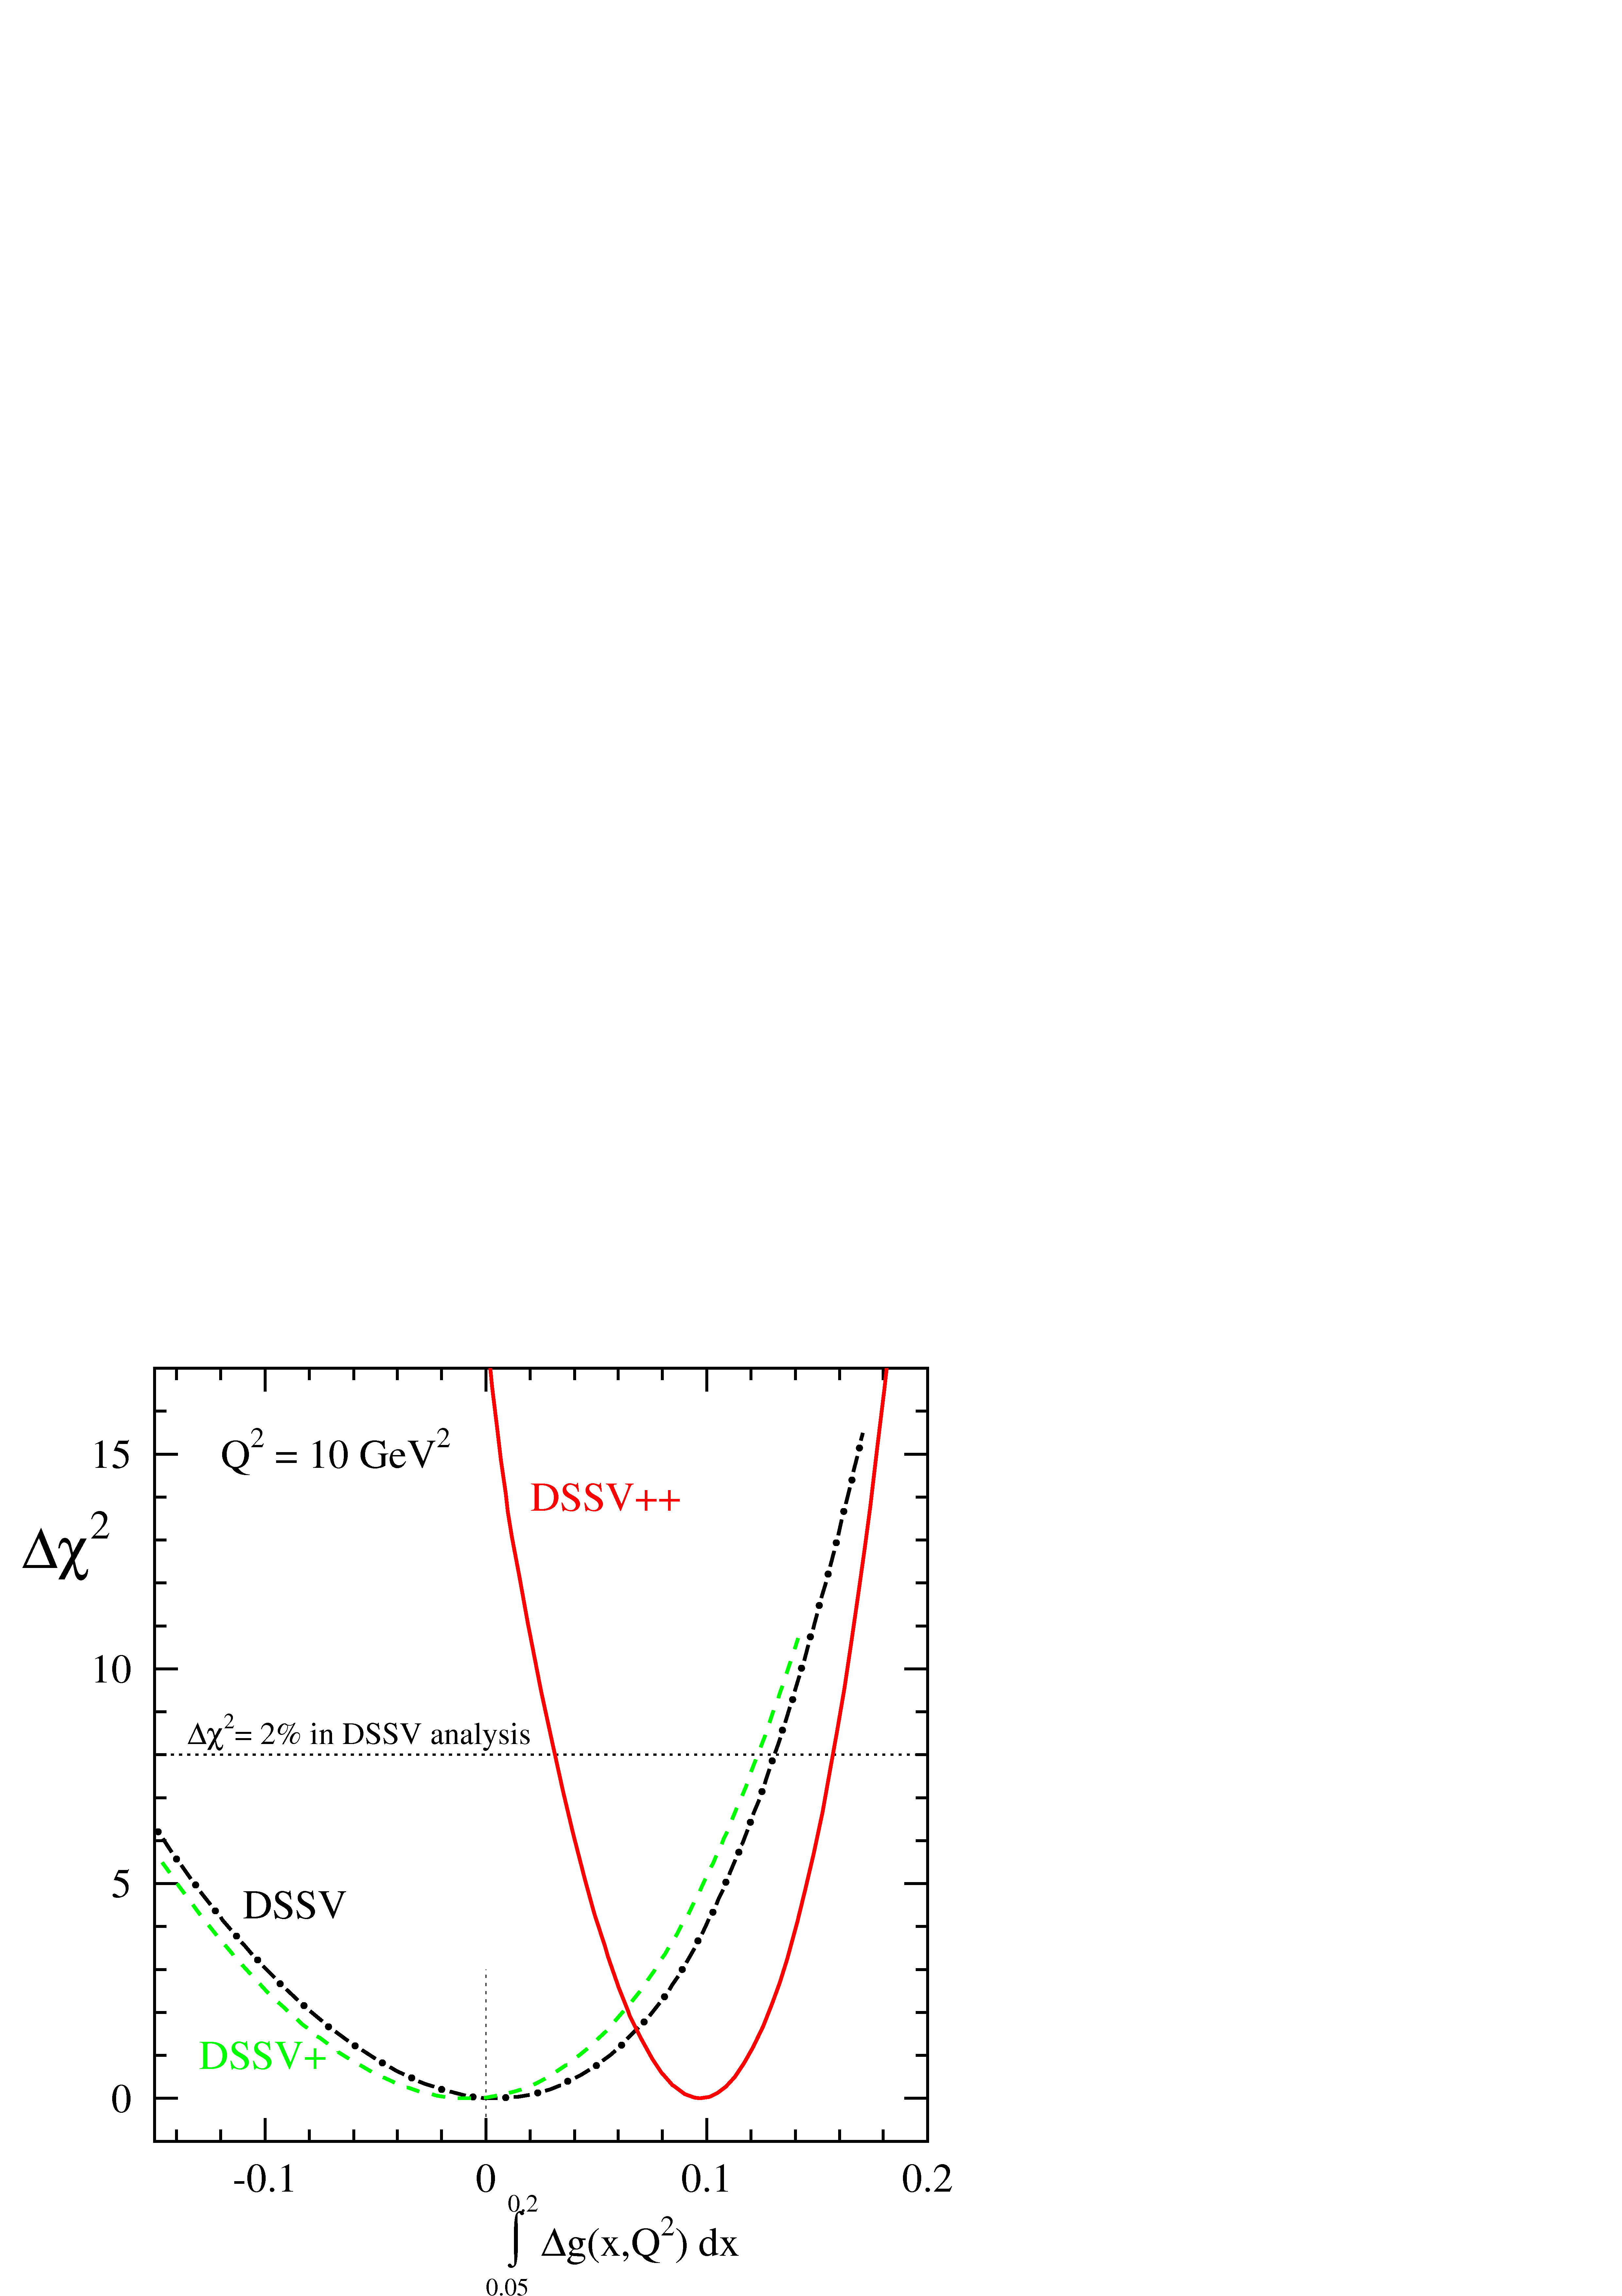 Q² = 10 GeV²
DSSV++
15
Δχ²
10
Δχ²= 2% in DSSV analysis
5
DSSV
DSSV+
0
-0.1 0 0.1 0.2
0.2
∫ Δg(x,Q²) dx
0.05